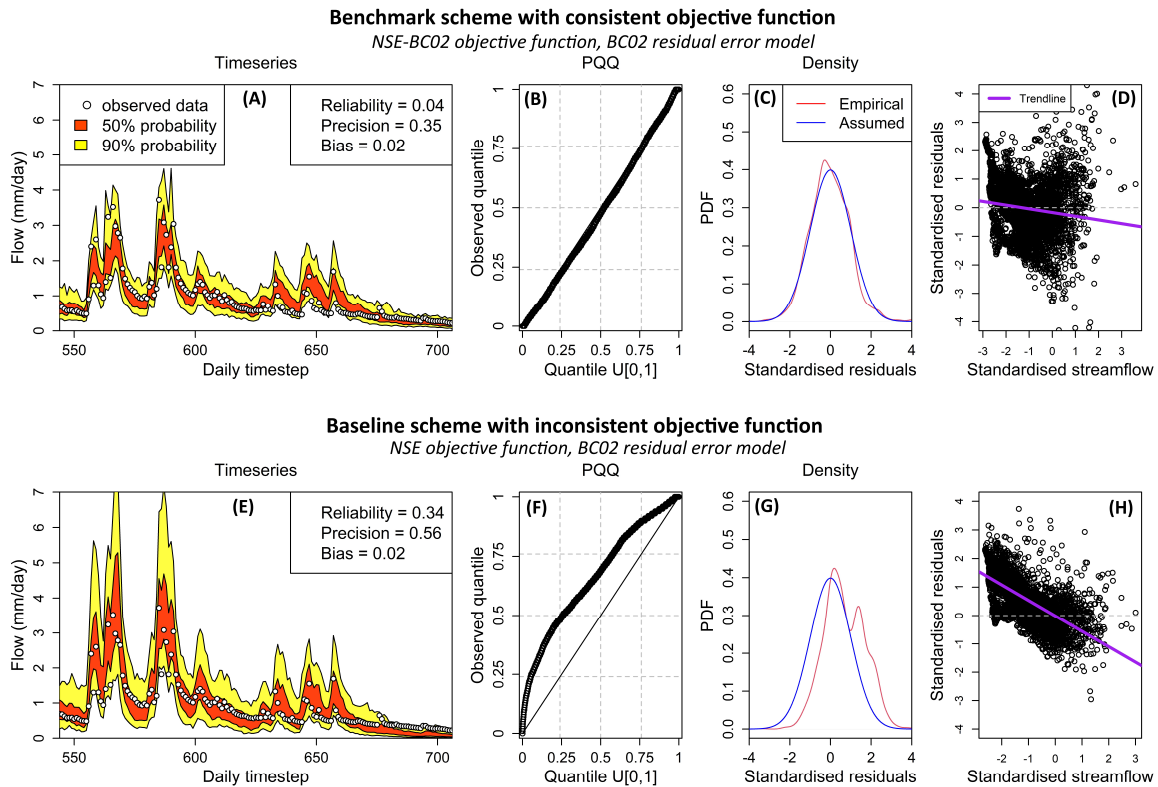 Benchmark scheme with consistent objective function
NSE-BC02 objective function, BC02 residual error model
Timeseries
PQQ
Density
(A)
observed data
50% probability
90% probability
Reliability = 0.04
Precision = 0.35
Bias = 0.02
Flow (mm/day)
0 1 2 3 4 5 6 7
550 600 650 700
Daily timestep
(B)
Observed quantile
0 0.25 0.5 0.75 1
0 0.25 0.5 0.75 1
Quantile U[0,1]
(C)
Empirical
Assumed
PDF
0.0 0.1 0.2 0.3 0.4 0.5 0.6
-4 -2 0 2 4
Standardised residuals
Trendline
(D)
Standardised residuals
-4 -3 -2 -1 0 1 2 3 4
-3 -2 -1 0 1 2 3
Standardised streamflow
Baseline scheme with inconsistent objective function
NSE objective function, BC02 residual error model
Timeseries
PQQ
Density
(E)
Reliability = 0.34
Precision = 0.56
Bias = 0.02
Flow (mm/day)
0 1 2 3 4 5 6 7
550 600 650 700
Daily timestep
(F)
Observed quantile
0 0.25 0.5 0.75 1
0 0.25 0.5 0.75 1
Quantile U[0,1]
(G)
PDF
0.0 0.1 0.2 0.3 0.4 0.5 0.6
-4 -2 0 2 4
Standardised residuals
(H)
Standardised residuals
-4 -3 -2 -1 0 1 2 3 4
-2 -1 0 1 2 3
Standardised streamflow